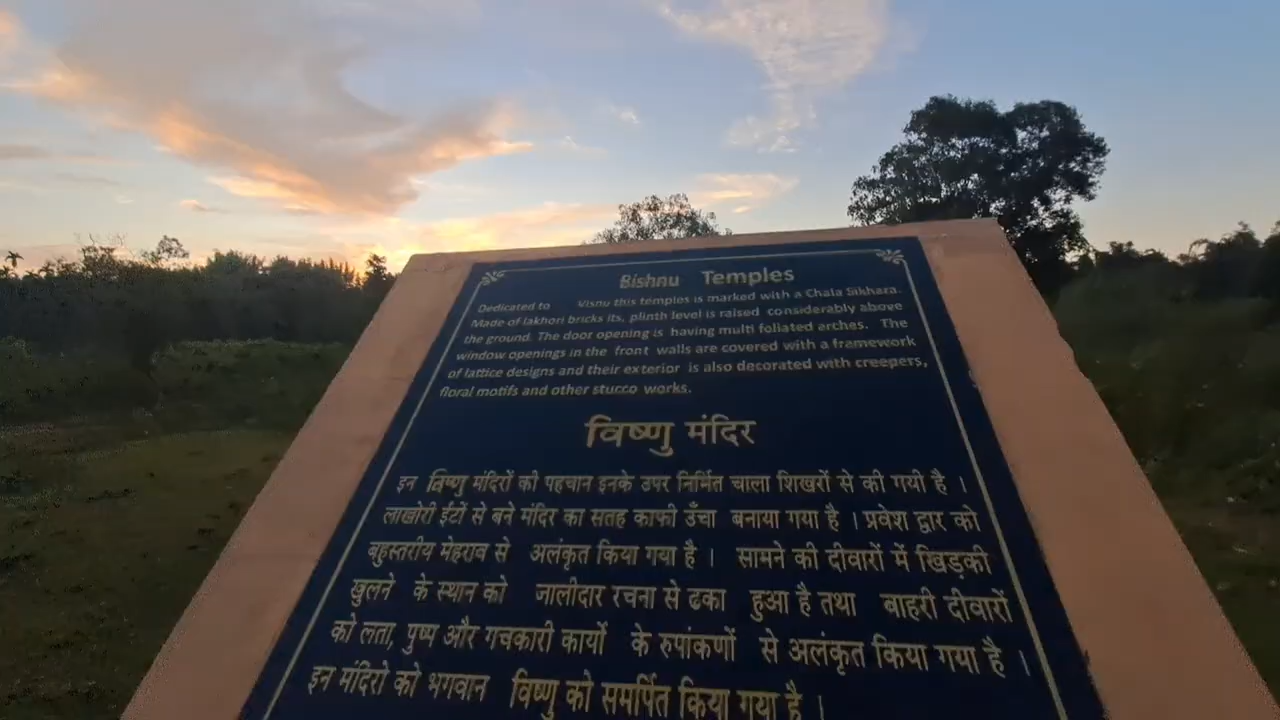 Bishnu Temples
Dedicated to Visnu this temples is marked with a Chala Sikhara.
Made of lakhori bricks its, plinth level is raised considerably above
the ground. The door opening is having multi foliated arches. The
window openings in the front walls are covered with a framework
of lattice designs and their exterior is also decorated with creepers,
floral motifs and other stucco works.
विष्णु मंदिर
इन विष्णु मंदिरों की पहचान इनके उपर निर्मित चाला शिखरों से की गयी है ।
लाखोरी ईंटों से बने मंदिर का सतह काफी उँचा बनाया गया है । प्रवेश द्वार को
बहुस्तरीय मेहराव से अलंकृत किया गया है । सामने की दीवारों में खिड़की
खुलने के स्थान को जालीदार रचना से ढका हुआ है तथा बाहरी दीवारों
को लता, पुष्प और गचकारी कार्यो के रुपांकणों से अलंकृत किया गया है ।
इन मंदिरो को भगवान विष्णु को समर्पित किया गया है ।